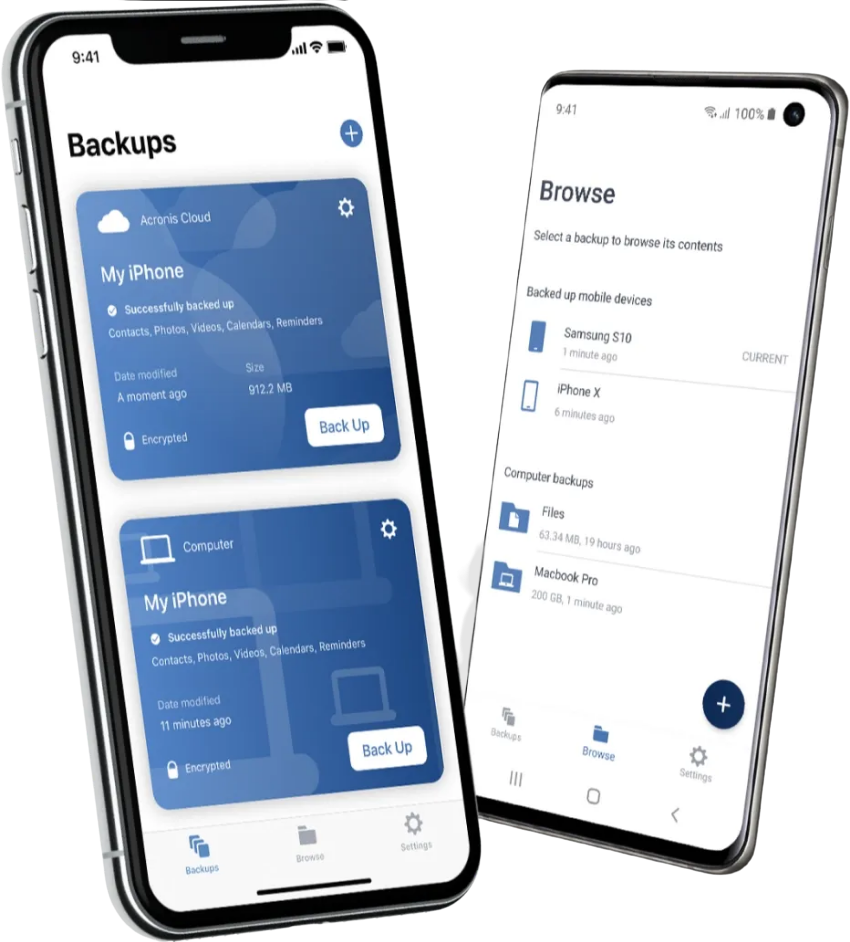 9:41
Backups
Acronis Cloud
My iPhone
Successfully backed up
Contacts, Photos, Videos, Calendars, Reminders
Date modified
Size
A moment ago
912.2 MB
Encrypted
Back Up
Computer
My iPhone
Successfully backed up
Contacts, Photos, Videos, Calendars, Reminders
Date modified
11 minutes ago
Encrypted
Back Up
Backups
Browse
Settings
9:41
100%
Browse
Select a backup to browse its contents
Backed up mobile devices
Samsung S10
1 minute ago
CURRENT
iPhone X
6 minutes ago
Computer backups
Files
63.34 MB, 19 hours ago
Macbook Pro
200 GB, 1 minute ago
Backups
Browse
Settings